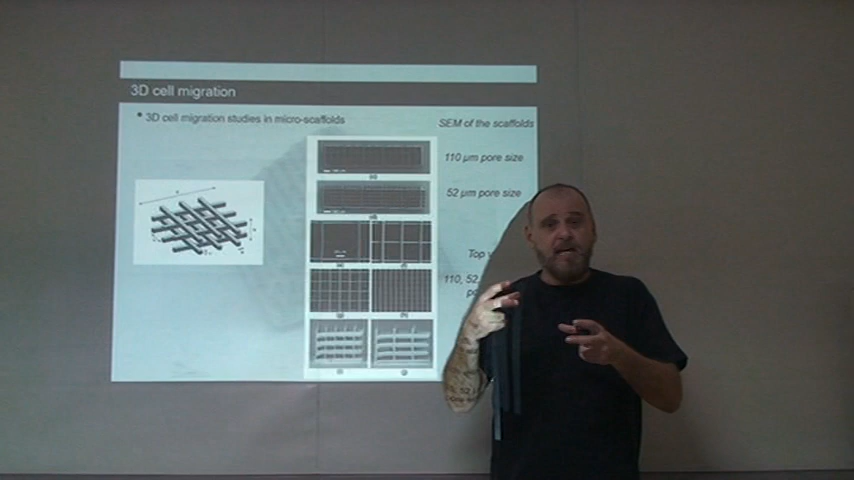 3D cell migration
• 3D cell migration studies in micro-scaffolds
SEM of the scaffolds
110 µm pore size
52 µm pore size
Top
110, 52